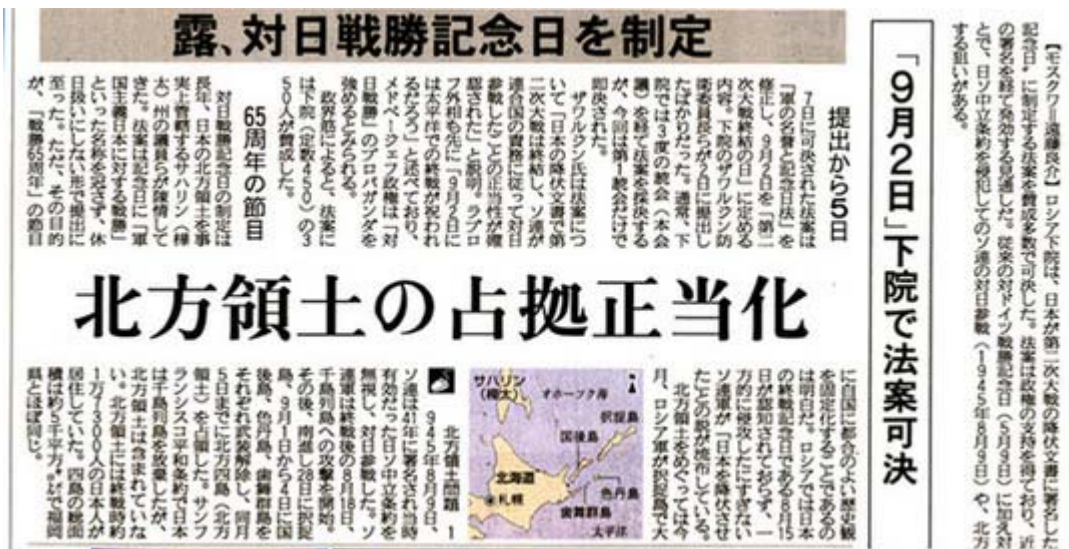 露、対日戦勝記念日を制定
「9月2日」下院で法案可決
北方領土の占拠正当化
【モスクワ=遠藤良介】ロシア下院は、日本が第二次大戦の降伏文書に署名した
記念日〟に制定する法案を賛成多数で可決した。法案は政権の支持を得ており、近
の署名を経て発効する見通しだ。従来の対ドイツ戦勝記念日(5月9日)に加え対
とで、日ソ中立条約を侵犯してのソ連の対日参戦(1945年8月9日)や、北方
する狙いがある。
提出から5日
7日に可決された法案は
「軍の名誉と記念日法」を
修正し、9月2日を「第二
次大戦終結の日」に定める
内容。下院のザワルジン防
衛委員長らが2日に提出し
たばかりだった。通常、下
院では3度の読会(本会
議)を経て法案を採決する
が、今回は第1読会だけで
即決された。
ザワルジン氏は法案につ
いて「日本の降伏文書で第
二次大戦は終結し、ソ連が
連合国の責務に従って対日
参戦したことの正当性が確
認された」と説明。ラブロ
フ外相も先に「9月2日に
は太平洋での終戦が祝われ
るだろう」と述べており、
メドベージェフ政権は「対
日戦勝」のプロパガンダを
強めるとみられる。
政界筋によると、法案に
は下院(定数450)の3
50人が賛成した。
65周年の節目
対日戦勝記念日の制定は
長年、日本の北方領土を事
実上管轄するサハリン(樺
太)州の議員らが陳情して
きた。法案は記念日に「軍
国主義日本に対する戦勝」
といった名称を冠さず、休
日扱いにしない形で提出に
至った。ただ、その目的
が、「戦勝65周年」の節目
に自国に都合のよい歴史観
を固定化することであるの
は明白だ。ロシアでは日本
の終戦記念日である8月15
日が認知されておらず、一
方的に侵攻したにすぎない
ソ連軍が「日本を降伏させ
た」との説が流布している。
北方領土をめぐっては今
月、ロシア軍が択捉島で大
サハリン
(樺太)
オホーツク海
択捉島
国後島
北海道
札幌
色丹島
歯舞群島
太平洋
北方領土問題 1
945年8月9日、
ソ連は41年に署名され当時
有効だった日ソ中立条約を
無視し、対日参戦した。ソ
連軍は終戦後の8月18日、
千島列島への攻撃を開始。
その後、南進し28日に択捉
島、9月1日から4日に国
後島、色丹島、歯舞群島を
それぞれ武装解除し、同月
5日までに北方四島(北方
領土)を占領した。サンフ
ランシスコ平和条約で日本
は千島列島を放棄したが、
北方領土は含まれていな
い。北方領土には終戦時約
1万7300人の日本人が
居住していた。四島の総面
積は約5千平方㌔で福岡
県とほぼ同じ。